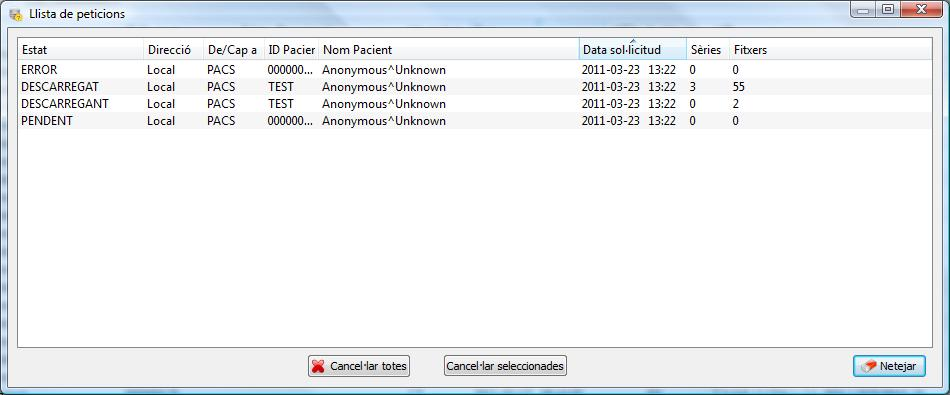 Llista de peticions
Estat Direcció De/Cap a ID Pacier Nom Pacient Data sol·licitud Sèries Fitxers
ERROR Local PACS 000000... Anonymous^Unknown 2011-03-23 13:22 0 0
DESCARREGAT Local PACS TEST Anonymous^Unknown 2011-03-23 13:22 3 55
DESCARREGANT Local PACS TEST Anonymous^Unknown 2011-03-23 13:22 0 2
PENDENT Local PACS 000000... Anonymous^Unknown 2011-03-23 13:22 0 0
Cancel·lar totes Cancel·lar seleccionades Netejar